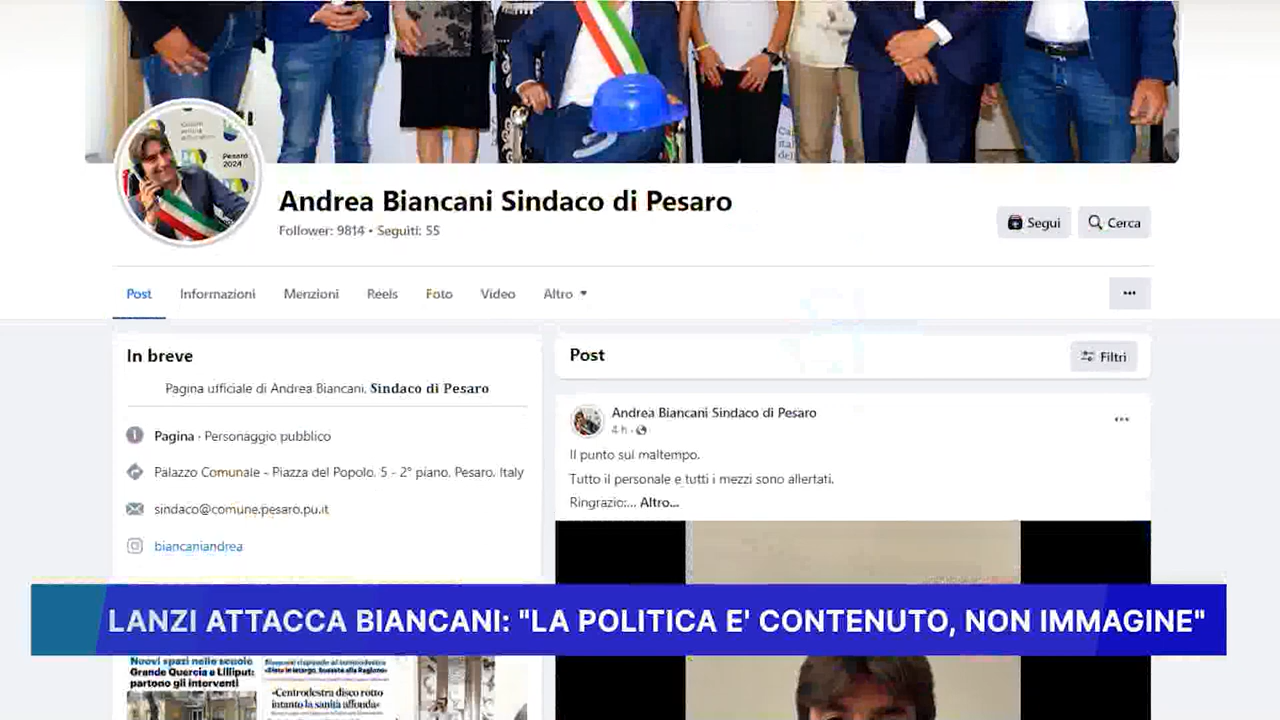 Pesaro
2024
Andrea Biancani Sindaco di Pesaro
Follower: 9814 • Seguiti: 55
Segui
Cerca
Post
Informazioni
Menzioni
Reels
Foto
Video
Altro
In breve
Pagina ufficiale di Andrea Biancani, Sindaco di Pesaro
Pagina · Personaggio pubblico
Palazzo Comunale - Piazza del Popolo, 5 - 2° piano, Pesaro, Italy
sindaco@comune.pesaro.pu.it
biancaniandrea
Post
Filtri
Andrea Biancani Sindaco di Pesaro
4 h ·
Il punto sul maltempo.
Tutto il personale e tutti i mezzi sono allertati.
Ringrazio:... Altro...
LANZI ATTACCA BIANCANI: "LA POLITICA E' CONTENUTO, NON IMMAGINE"
Nuovi spazi nelle scuole
Grande Quercia e Lilliput:
partono gli interventi
«Centrodestra disco rotto
intanto la sanità affonda»